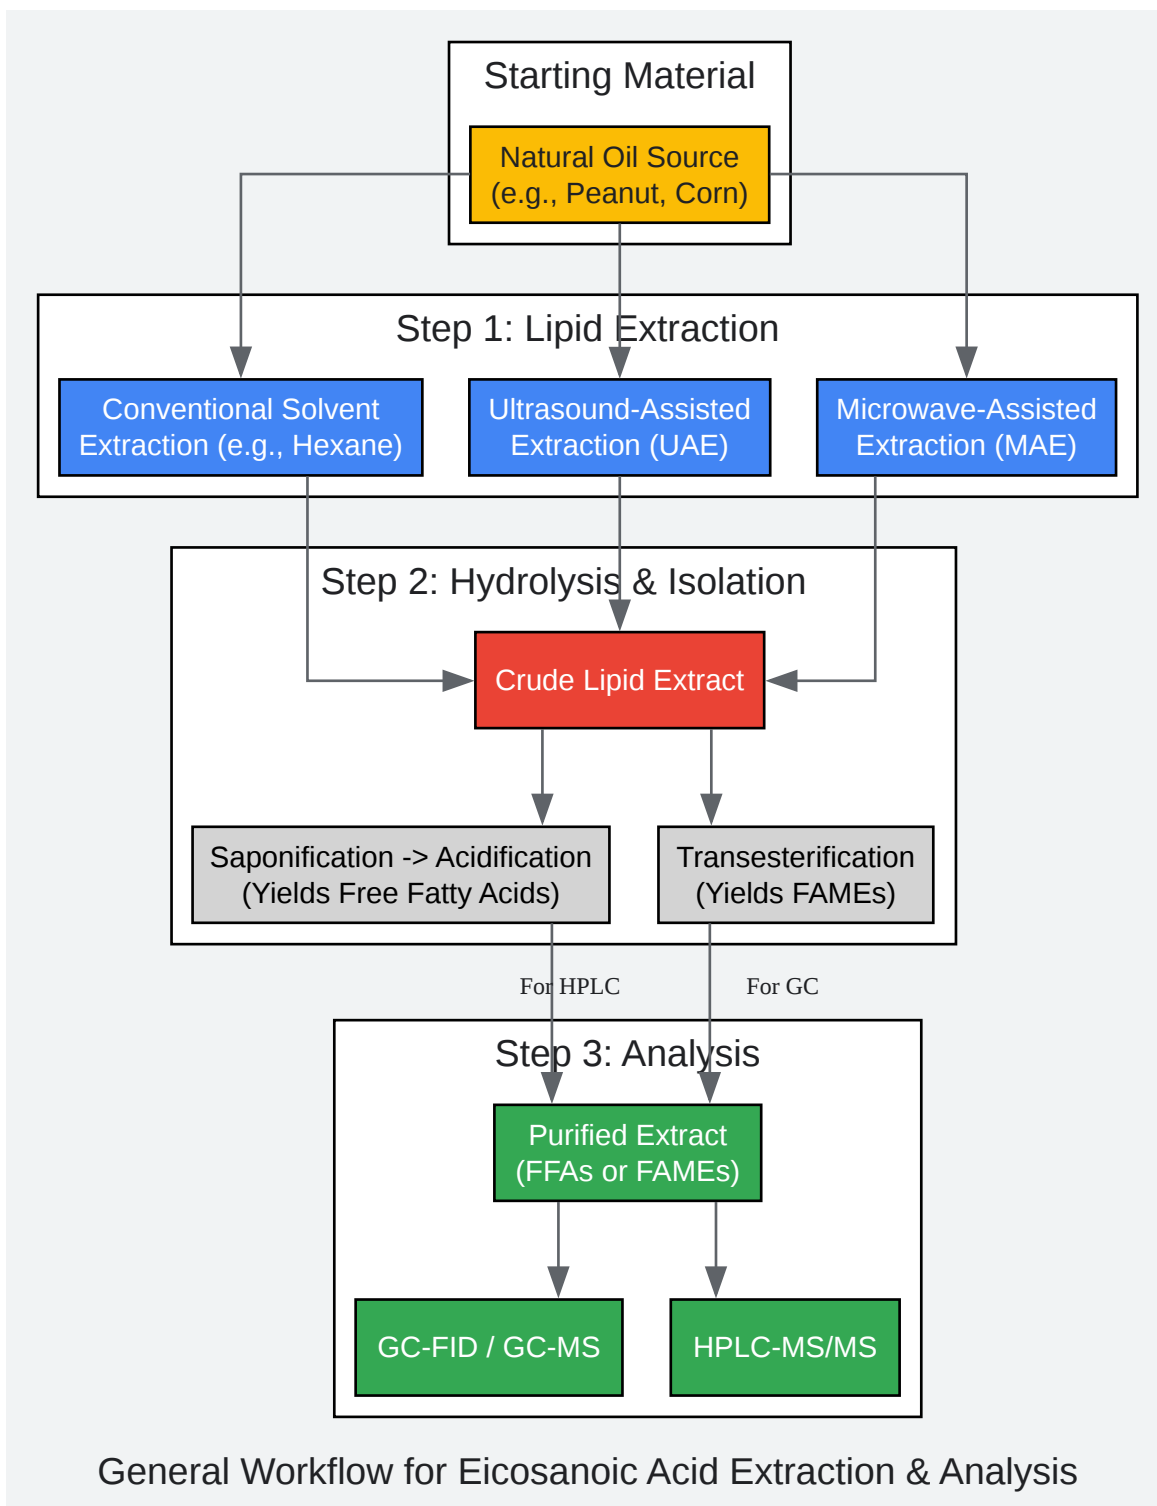 Starting Material
Natural Oil Source
(e.g., Peanut, Corn)
Step 1: Lipid Extraction
Conventional Solvent
Extraction (e.g., Hexane)
Ultrasound-Assisted
Extraction (UAE)
Microwave-Assisted
Extraction (MAE)
Step 2: Hydrolysis & Isolation
Crude Lipid Extract
Saponification -> Acidification
(Yields Free Fatty Acids)
Transesterification
(Yields FAMEs)
For HPLC
For GC
Step 3: Analysis
Purified Extract
(FFAs or FAMEs)
GC-FID / GC-MS
HPLC-MS/MS
General Workflow for Eicosanoic Acid Extraction & Analysis